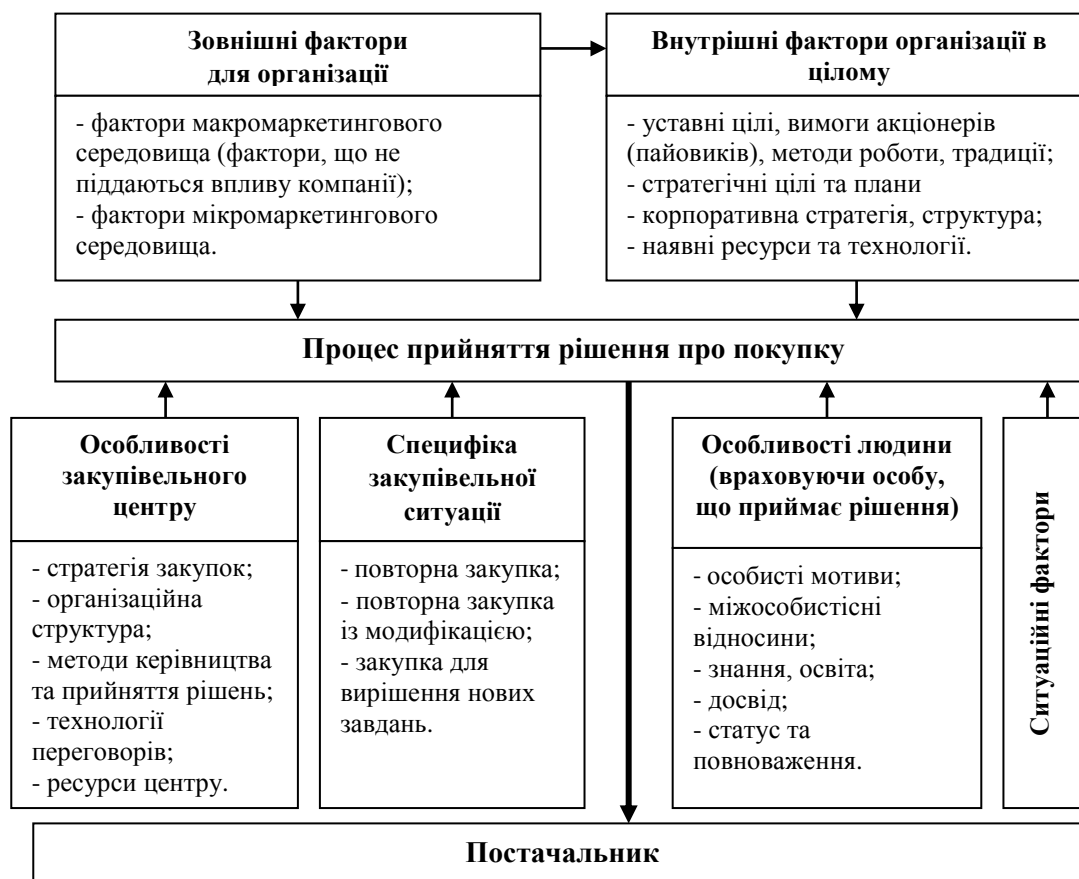 Зовнішні фактори
для організації
- фактори макромаркетингового
середовища (фактори, що не
піддаються впливу компанії);
- фактори мікромаркетингового
середовища.
Внутрішні фактори організації в
цілому
- уставні цілі, вимоги акціонерів
(пайовиків), методи роботи, традиції;
- стратегічні цілі та плани
- корпоративна стратегія, структура;
- наявні ресурси та технології.
Процес прийняття рішення про покупку
Особливості
закупівельного
центру
- стратегія закупок;
- організаційна
структура;
- методи керівництва
та прийняття рішень;
- технології
переговорів;
- ресурси центру.
Специфіка
закупівельної
ситуації
- повторна закупка;
- повторна закупка
із модифікацією;
- закупка для
вирішення нових
завдань.
Особливості людини
(враховуючи особу,
що приймає рішення)
- особисті мотиви;
- міжособистісні
відносини;
- знання, освіта;
- досвід;
- статус та
повноваження.
Ситуаційні фактори
Постачальник